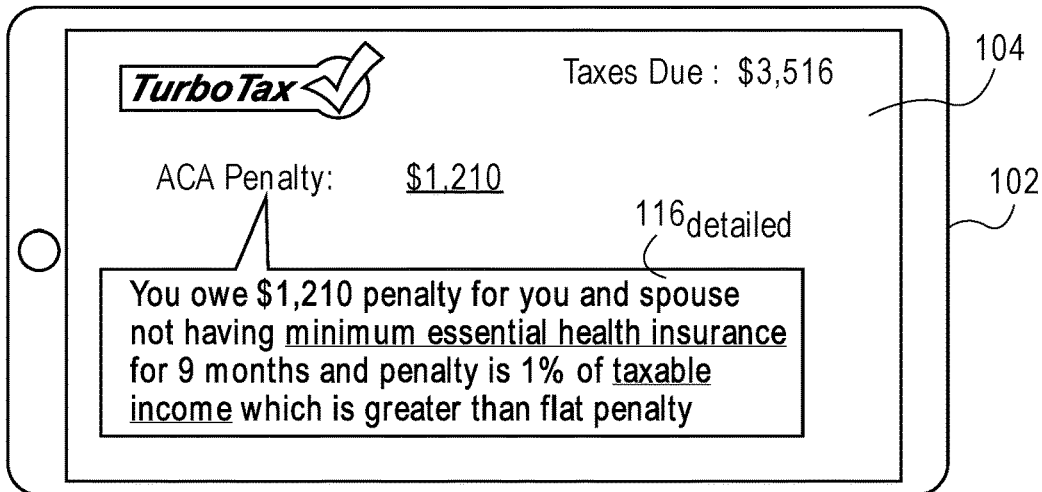 TurboTax
Taxes Due : $3,516
104
ACA Penalty: $1,210
102
116detailed
You owe $1,210 penalty for you and spouse
not having minimum essential health insurance
for 9 months and penalty is 1% of taxable
income which is greater than flat penalty